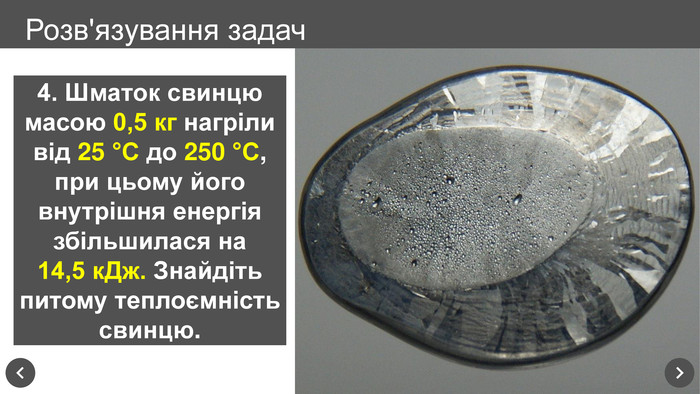 Розв'язування задач
4. Шматок свинцю
масою 0,5 кг нагріли
від 25 °C до 250 °C,
при цьому його
внутрішня енергія
збільшилася на
14,5 кДж. Знайдіть
питому теплоємність
свинцю.